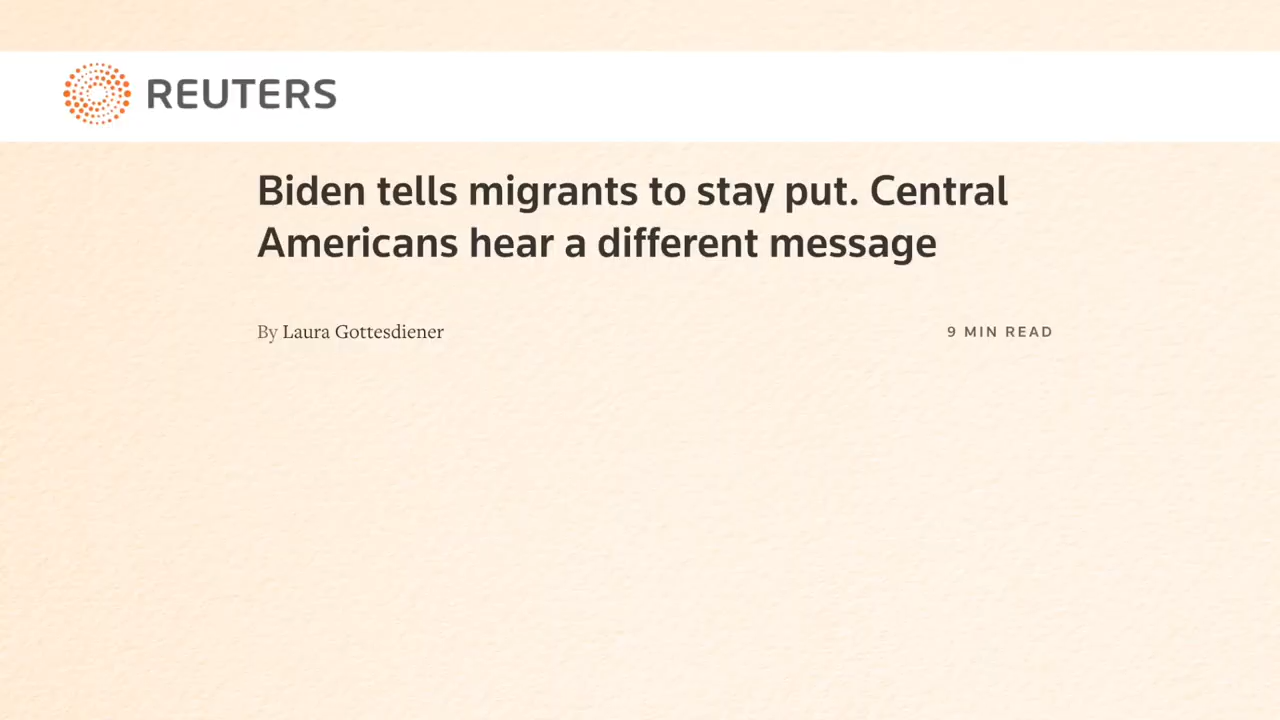 REUTERS
Biden tells migrants to stay put. Central
Americans hear a different message
By Laura Gottesdiener
9 MIN READ